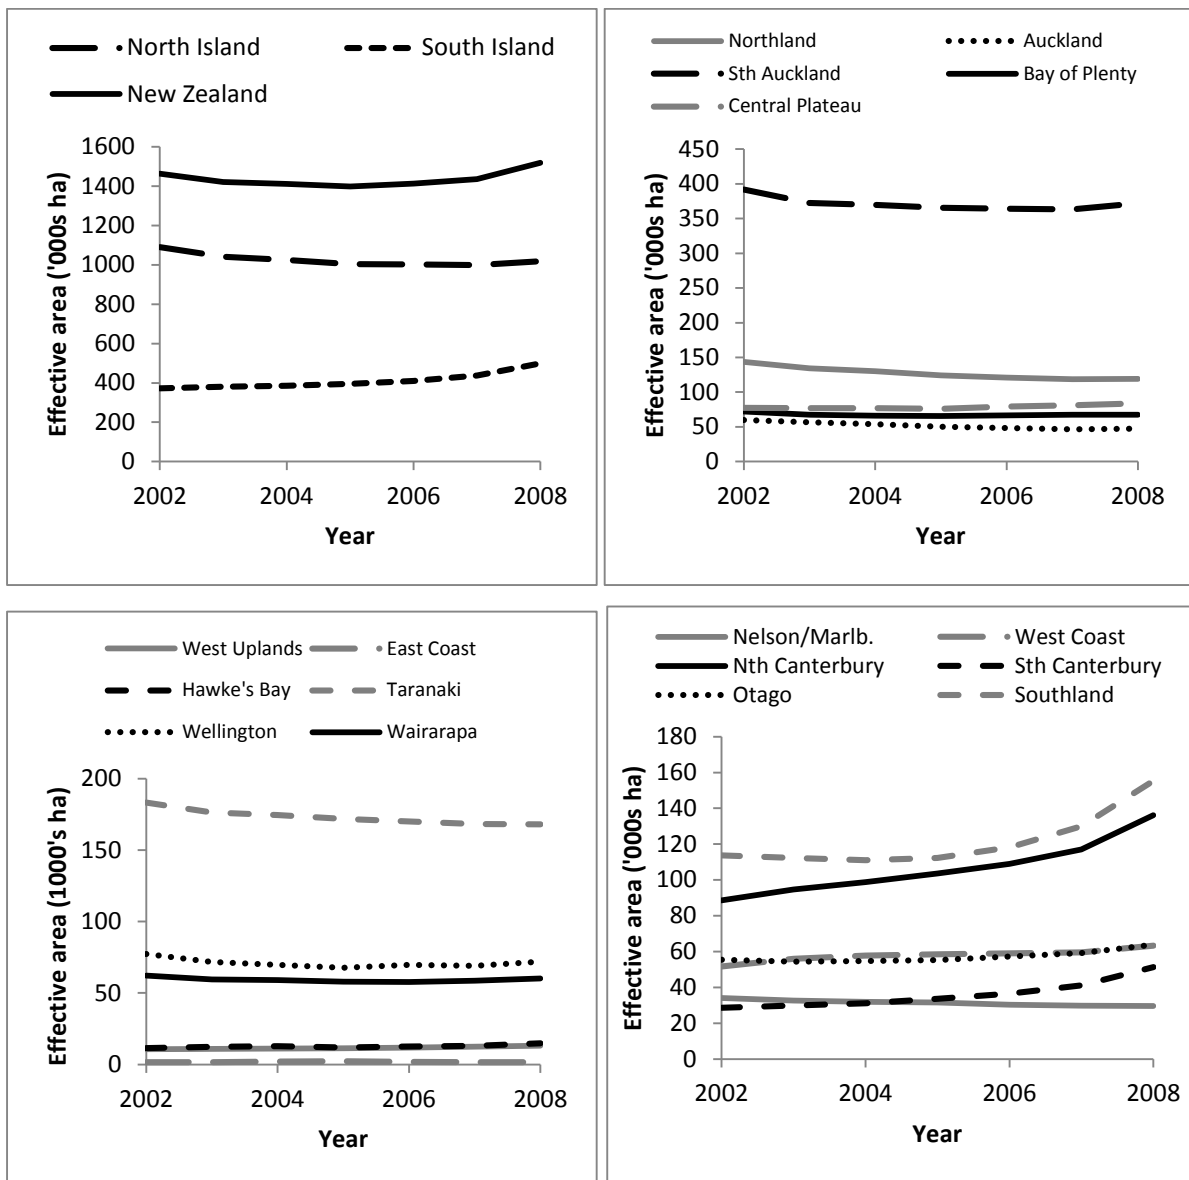 North Island South Island
New Zealand
1600
1400
1200
1000
800
600
400
200
0
2002 2004 2006 2008
Effective area ('000s ha)
Year
Northland Auckland
Sth Auckland Bay of Plenty
Central Plateau
450
400
350
300
250
200
150
100
50
0
2002 2004 2006 2008
Effective area ('000s ha)
Year
West Uplands East Coast
Hawke's Bay Taranaki
Wellington Wairarapa
200
150
100
50
0
2002 2004 2006 2008
Effective area (1000's ha)
Year
Nelson/Marlb. West Coast
Nth Canterbury Sth Canterbury
Otago Southland
180
160
140
120
100
80
60
40
20
0
2002 2004 2006 2008
Effective area ('000s ha)
Year